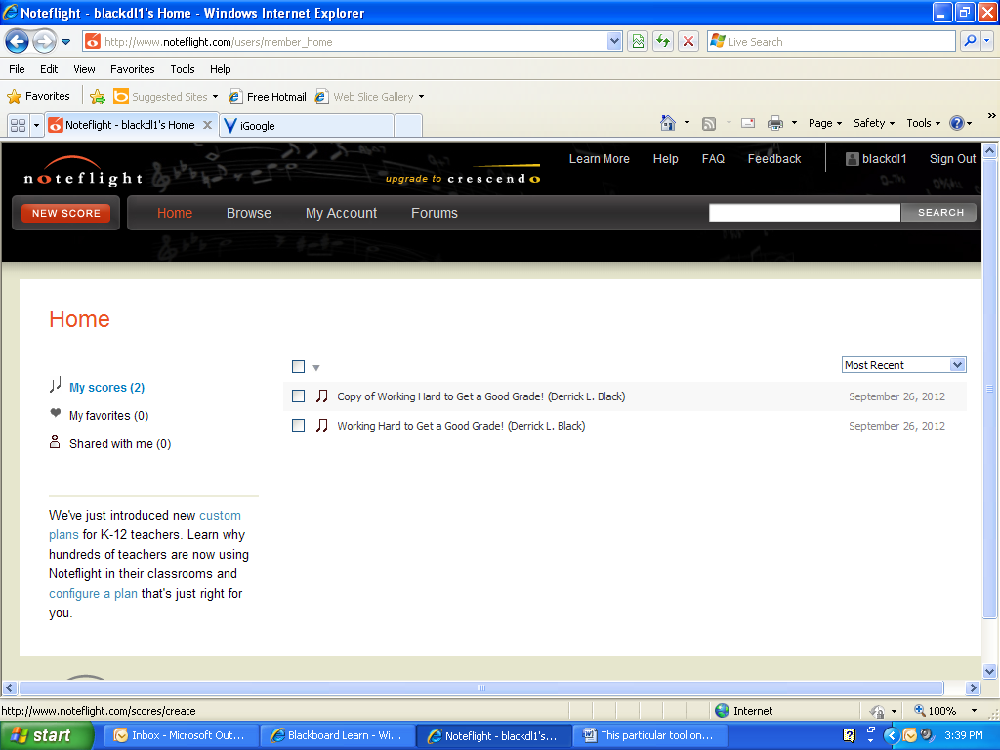 Noteflight - blackdl1's Home - Windows Internet Explorer
http://www.noteflight.com/users/member_home
Live Search
File Edit View Favorites Tools Help
Favorites Suggested Sites Free Hotmail Web Slice Gallery
Noteflight - blackdl1's Home iGoogle Page Safety Tools
noteflight upgrade to crescendo Learn More Help FAQ Feedback blackdl1 Sign Out
NEW SCORE Home Browse My Account Forums SEARCH
Home
Most Recent
My scores (2)
My favorites (0)
Shared with me (0)
Copy of Working Hard to Get a Good Grade! (Derrick L. Black) September 26, 2012
Working Hard to Get a Good Grade! (Derrick L. Black) September 26, 2012
We've just introduced new custom
plans for K-12 teachers. Learn why
hundreds of teachers are now using
Noteflight in their classrooms and
configure a plan that's just right for
you.
http://www.noteflight.com/scores/create Internet 100%
start Inbox - Microsoft Out... Blackboard Learn - Wi... Noteflight - blackdl1's... This particular tool on... 3:39 PM